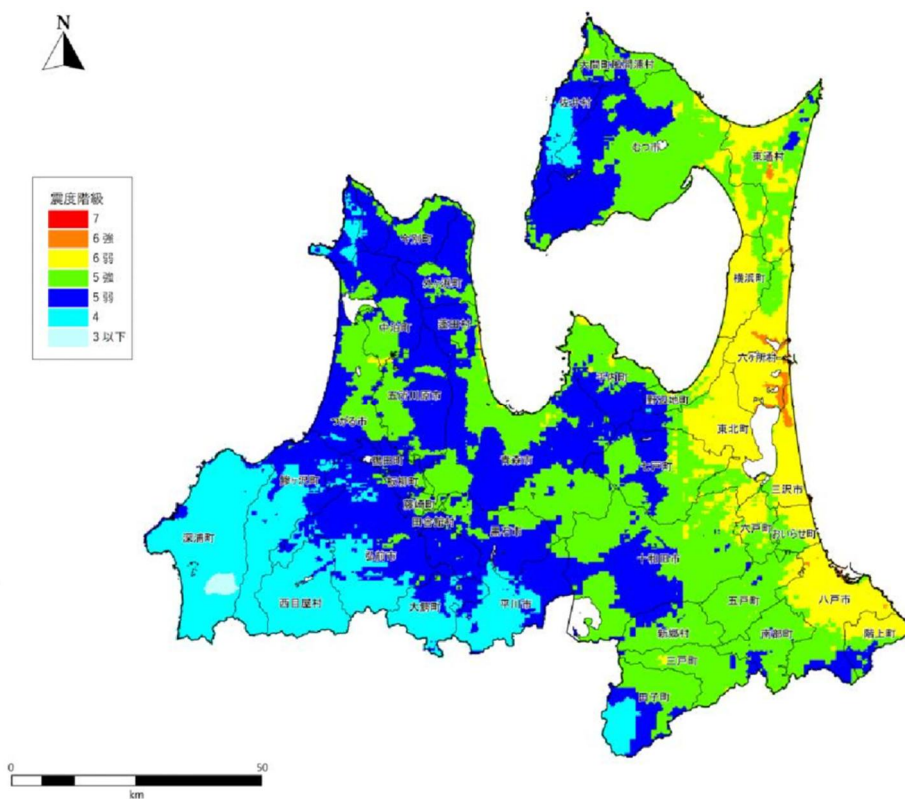 N
震度階級
7
6強
6弱
5強
5弱
4
3以下
大間町
風間浦村
佐井村
むつ市
東通村
今別町
外ヶ浜町
横浜町
中泊町
蓬田村
六ヶ所村
平内町
野辺地町
五所川原市
つがる市
東北町
青森市
七戸町
鶴田町
鰺ヶ沢町
板柳町
三沢市
藤崎町
田舎館村
六戸町
おいらせ町
黒石市
深浦町
弘前市
十和田市
西目屋村
大鰐町
平川市
五戸町
八戸市
新郷村
南部町
階上町
三戸町
田子町
0
50
km